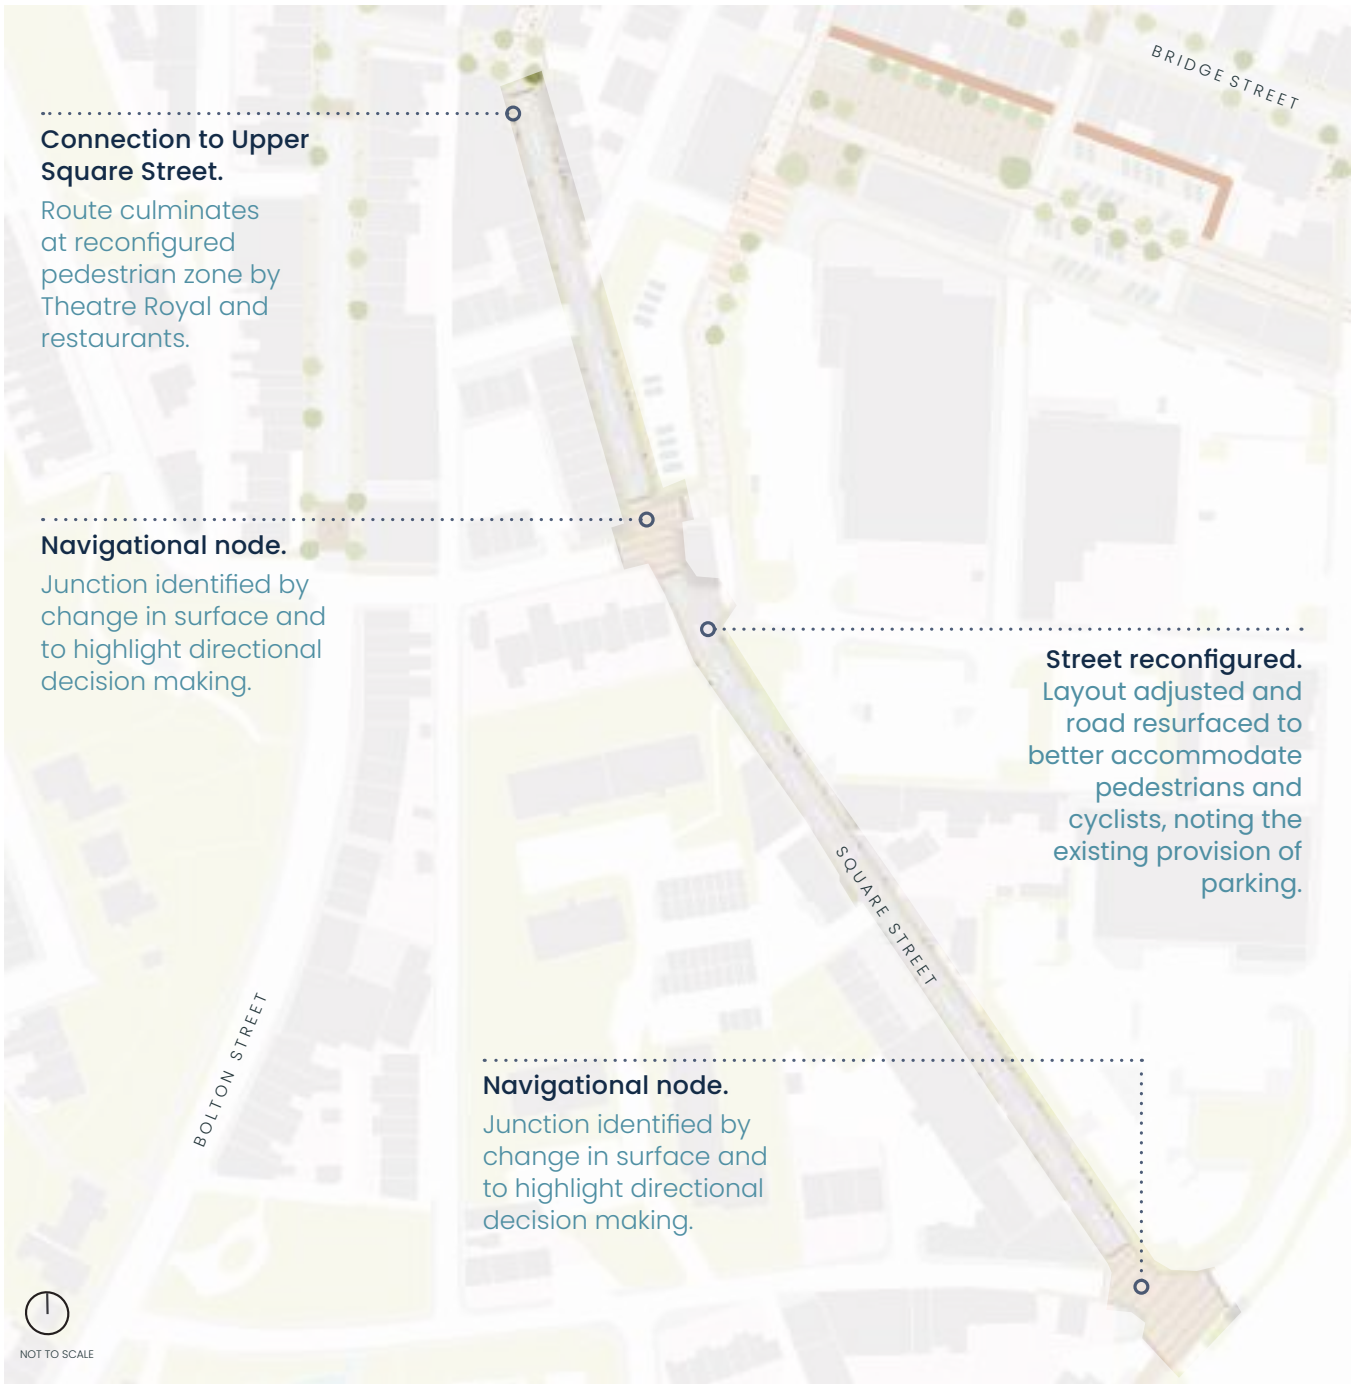 BRIDGE STREET
Connection to Upper
Square Street.
Route culminates
at reconfigured
pedestrian zone by
Theatre Royal and
restaurants.
Navigational node.
Junction identified by
change in surface and
to highlight directional
decision making.
Street reconfigured.
Layout adjusted and
road resurfaced to
better accommodate
pedestrians and
cyclists, noting the
existing provision of
parking.
SQUARE STREET
BOLTON STREET
Navigational node.
Junction identified by
change in surface and
to highlight directional
decision making.
NOT TO SCALE